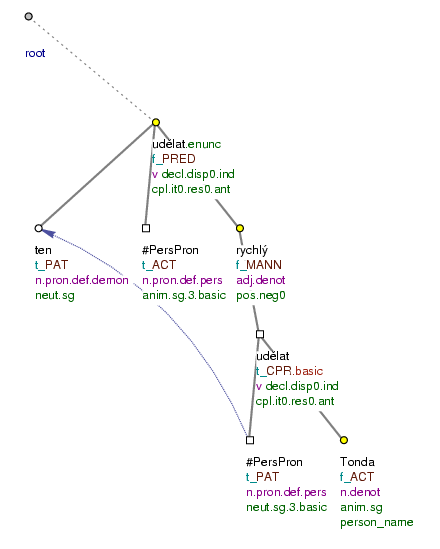 root
udělat.enunc
f_PRED
v decl.disp0.ind
cpl.it0.res0.ant
ten
t_PAT
n.pron.def.demon
neut.sg
#PersPron
t_ACT
n.pron.def.pers
anim.sg.3.basic
rychlý
f_MANN
adj.denot
pos.neg0
udělat
t_CPR.basic
v decl.disp0.ind
cpl.it0.res0.ant
#PersPron
t_PAT
n.pron.def.pers
neut.sg.3.basic
Tonda
f_ACT
n.denot
anim.sg
person_name